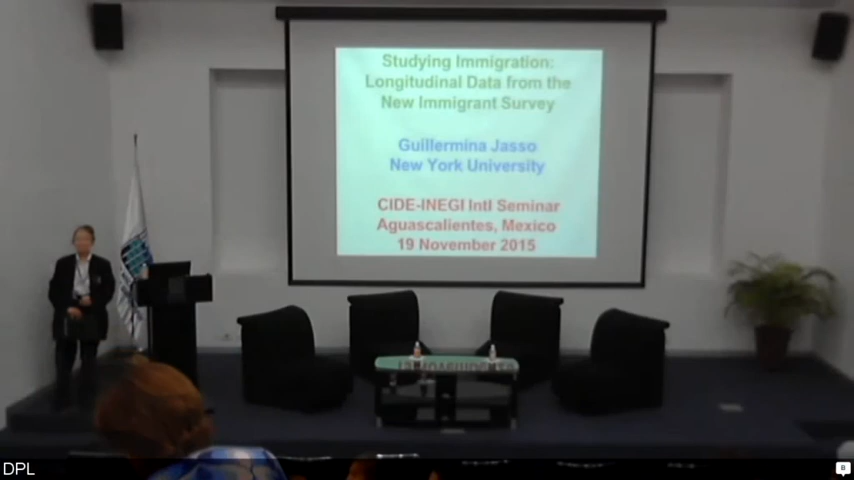 Studying Immigration:
Longitudinal Data from the
New Immigrant Survey
Guillermina Jasso
New York University
CIDE-INEGI Intl Seminar
Aguascalientes, Mexico
19 November 2015
DPL